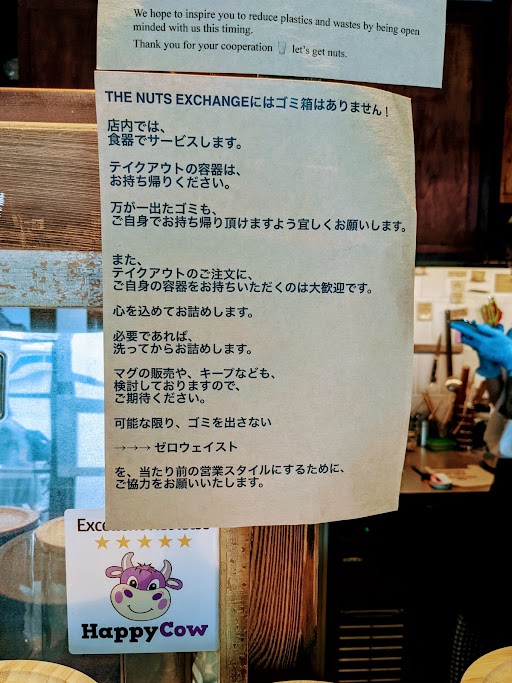 We hope to inspire you to reduce plastics and wastes by being open
minded with us this timing.
Thank you for your cooperation let's get nuts.
THE NUTS EXCHANGEにはゴミ箱はありません！
店内では、
食器でサービスします。
テイクアウトの容器は、
お持ち帰りください。
万が一出たゴミも、
ご自身でお持ち帰り頂けますよう宜しくお願いします。
また、
テイクアウトのご注文に、
ご自身の容器をお持ちいただくのは大歓迎です。
心を込めてお詰めします。
必要であれば、
洗ってからお詰めします。
マグの販売や、キープなども、
検討しておりますので、
ご期待ください。
可能な限り、ゴミを出さない
→→→ ゼロウェイスト
を、当たり前の営業スタイルにするために、
ご協力をお願いいたします。
HappyCow